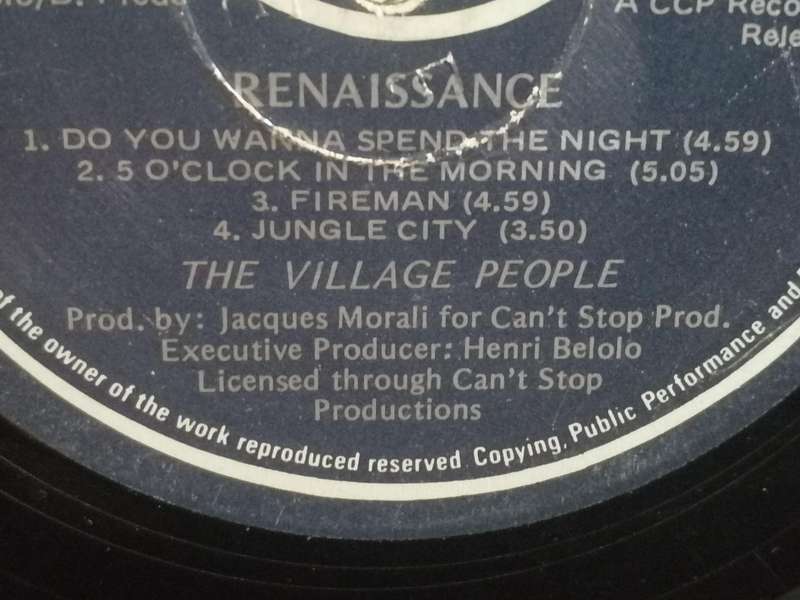 A CCP Reco
Rele
RENAISSANCE
1. DO YOU WANNA SPEND THE NIGHT (4.59)
2. 5 O'CLOCK IN THE MORNING (5.05)
3. FIREMAN (4.59)
4. JUNGLE CITY (3.50)
THE VILLAGE PEOPLE
Prod. by: Jacques Morali for Can't Stop Prod.
Executive Producer: Henri Belolo
Licensed through Can't Stop
Productions
of the owner of the work reproduced reserved Copying, Public Performance and